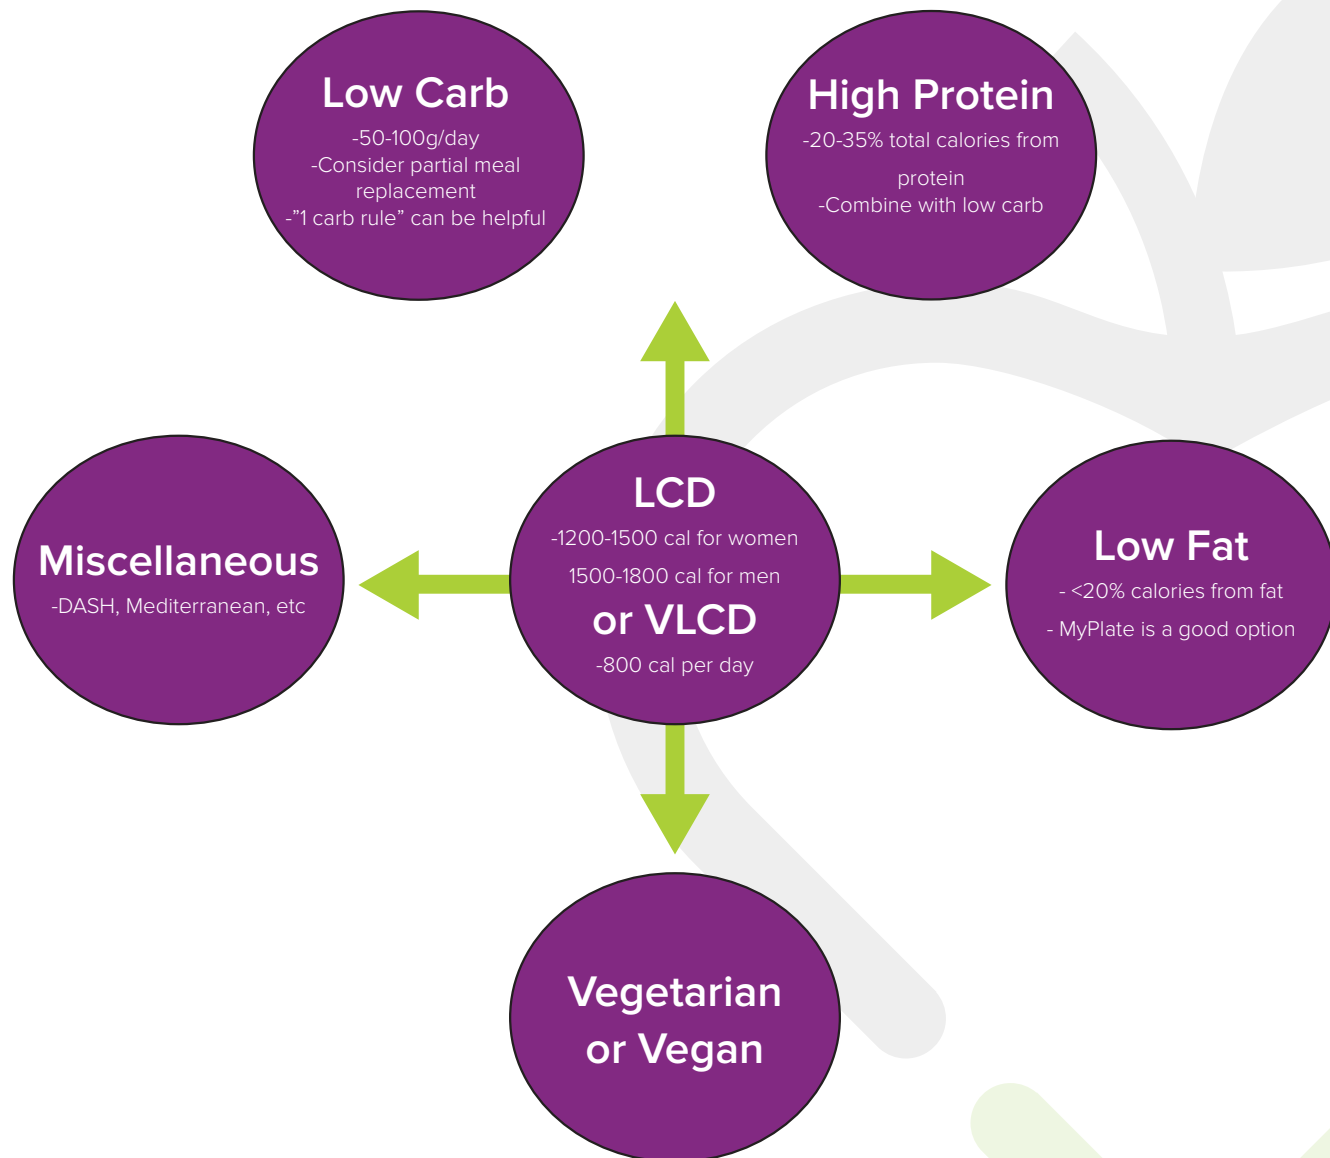 Low Carb
-50-100g/day
-Consider partial meal
replacement
-”1 carb rule” can be helpful
High Protein
-20-35% total calories from
protein
-Combine with low carb
Miscellaneous
-DASH, Mediterranean, etc
LCD
-1200-1500 cal for women
1500-1800 cal for men
or VLCD
-800 cal per day
Low Fat
- <20% calories from fat
- MyPlate is a good option
Vegetarian
or Vegan